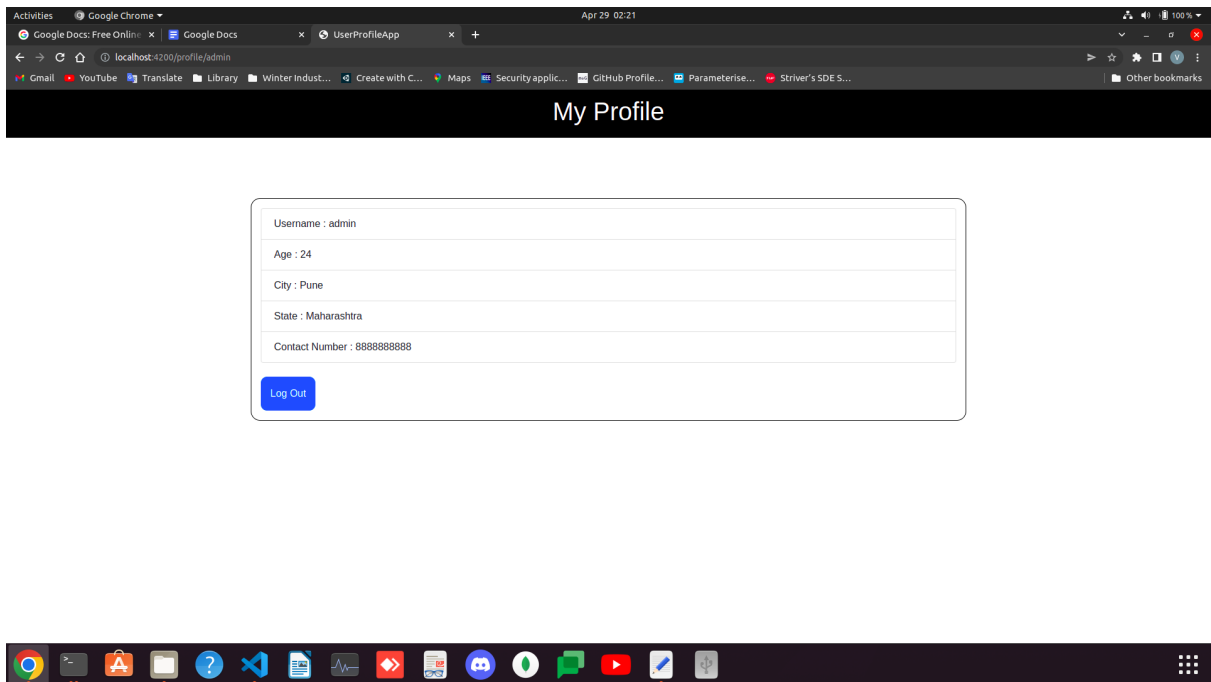 Activities Google Chrome Apr 29 02:21 100 %
Google Docs: Free Online Google Docs UserProfileApp
localhost:4200/profile/admin V
Gmail YouTube Translate Library Winter Indust... Create with C... Maps Security applic... GitHub Profile... Parameterise... Striver's SDE S... Other bookmarks
My Profile
Username : admin
Age : 24
City : Pune
State : Maharashtra
Contact Number : 8888888888
Log Out